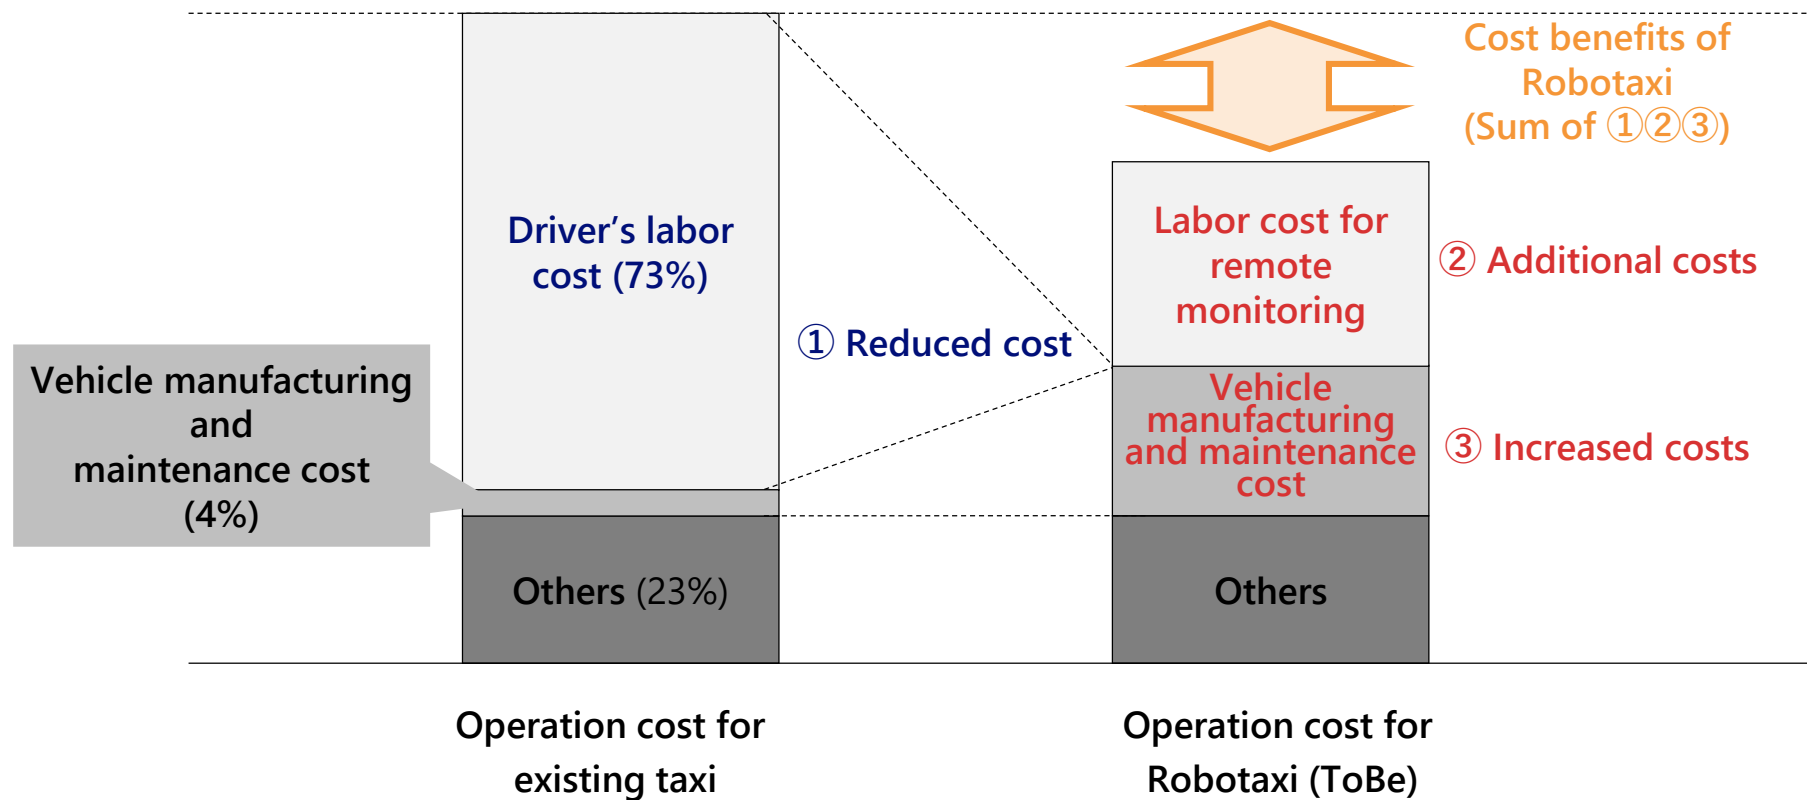 Cost benefits of
Robotaxi
(Sum of ①②③)
Driver’s labor
cost (73%)
Labor cost for
remote
monitoring
② Additional costs
① Reduced cost
Vehicle manufacturing
and
maintenance cost
(4%)
Vehicle
manufacturing
and maintenance
cost
③ Increased costs
Others (23%)
Others
Operation cost for
existing taxi
Operation cost for
Robotaxi (ToBe)